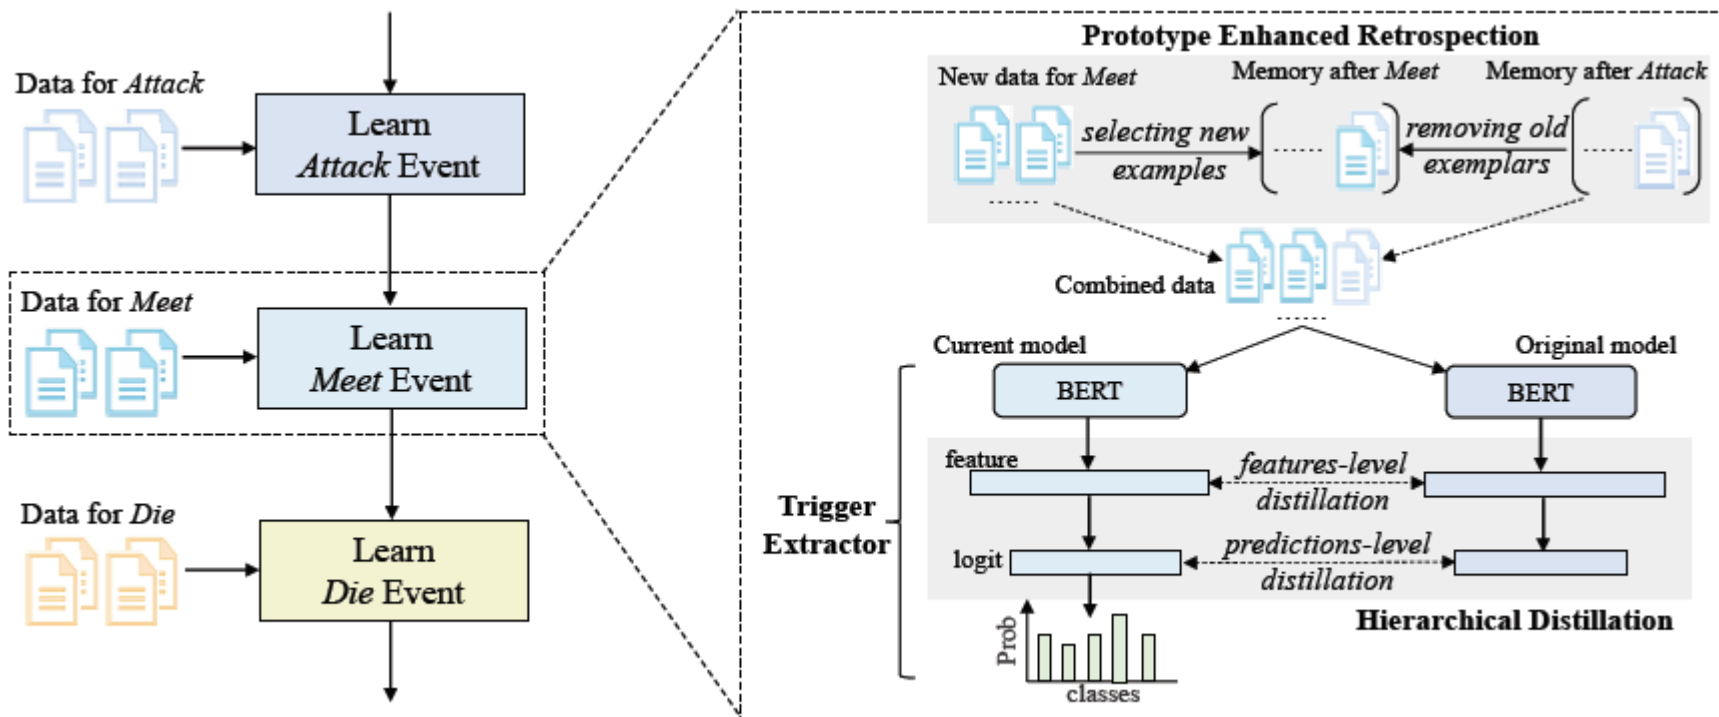 Data for Attack
Learn
Attack Event
Data for Meet
Learn
Meet Event
Data for Die
Learn
Die Event
Prototype Enhanced Retrospection
New data for Meet
Memory after Meet
Memory after Attack
selecting new
examples
removing old
exemplars
Combined data
Current model
Original model
BERT
BERT
Trigger
Extractor
feature
features-level
distillation
logit
predictions-level
distillation
Hierarchical Distillation
Prob
classes